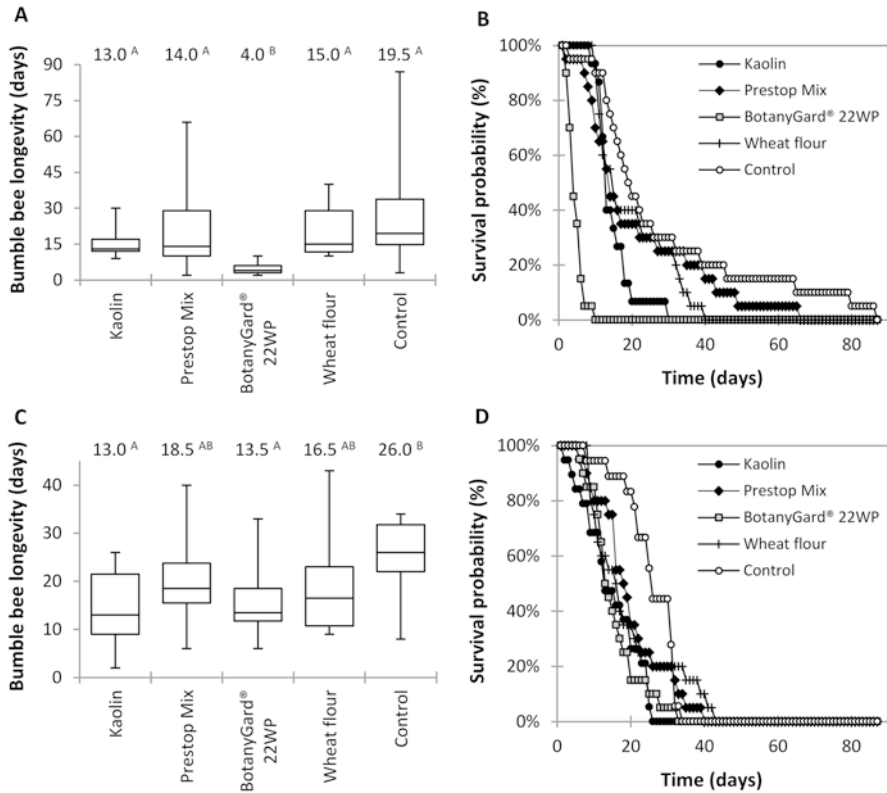 A
13.0 A 14.0 A 4.0 B 15.0 A 19.5 A
Bumble bee longevity (days)
90
75
60
45
30
15
0
Kaolin
Prestop Mix
BotanyGard®
22WP
Wheat flour
Control
B
Survival probability (%)
100%
80%
60%
40%
20%
0%
Kaolin
Prestop Mix
BotanyGard® 22WP
Wheat flour
Control
0 20 40 60 80
Time (days)
C
13.0 A 18.5 AB 13.5 A 16.5 AB 26.0 B
Bumble bee longevity (days)
40
30
20
10
0
Kaolin
Prestop Mix
BotanyGard®
22WP
Wheat flour
Control
D
Survival probability (%)
100%
80%
60%
40%
20%
0%
Kaolin
Prestop Mix
BotanyGard® 22WP
Wheat flour
Control
0 20 40 60 80
Time (days)